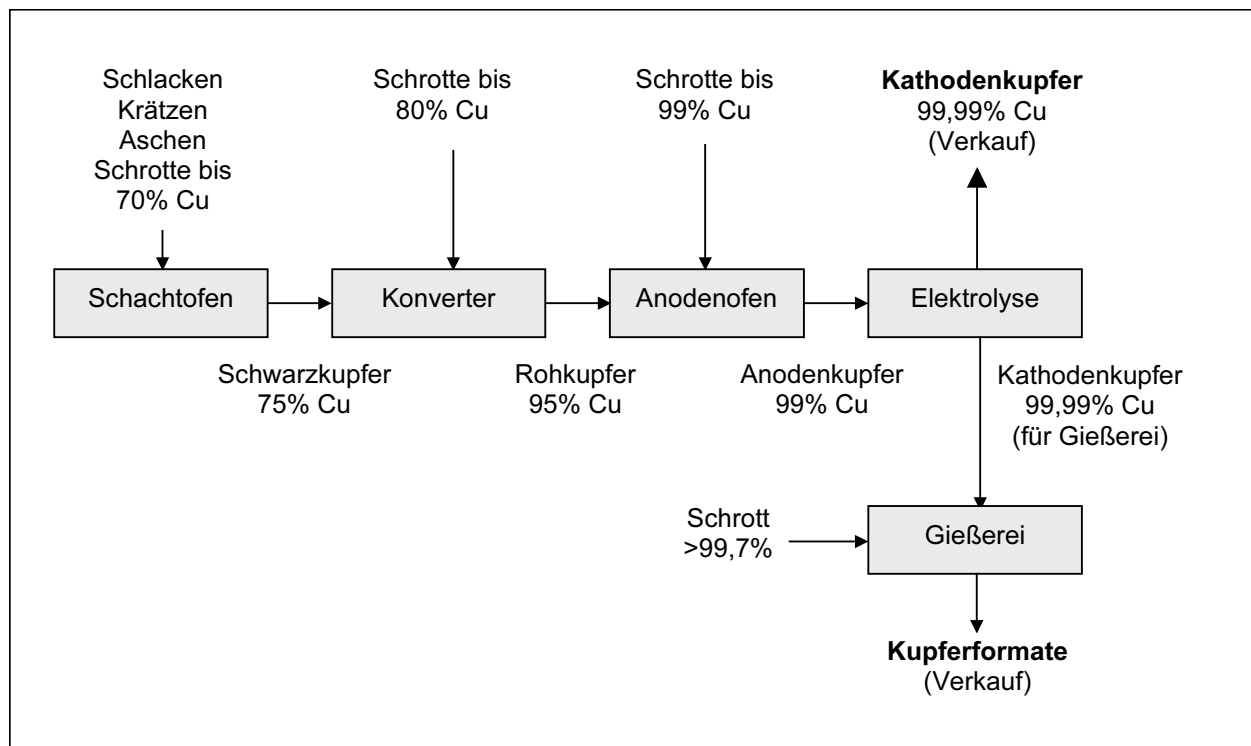 Schlacken
Krätzen
Aschen
Schrotte bis
70% Cu
Schrotte bis
80% Cu
Schrotte bis
99% Cu
Kathodenkupfer
99,99% Cu
(Verkauf)
Schachtofen
Konverter
Anodenofen
Elektrolyse
Schwarzkupfer
75% Cu
Rohkupfer
95% Cu
Anodenkupfer
99% Cu
Kathodenkupfer
99,99% Cu
(für Gießerei)
Schrott
>99,7%
Gießerei
Kupferformate
(Verkauf)